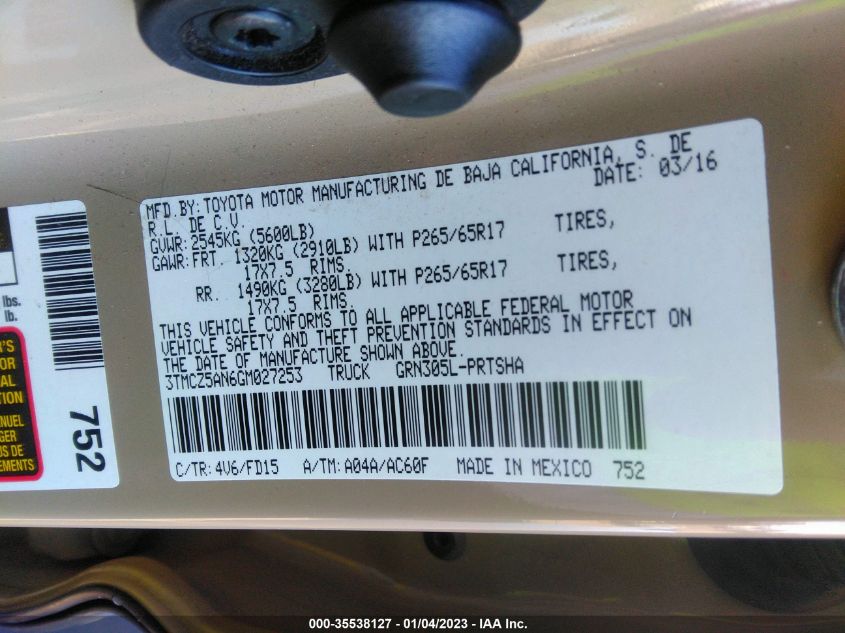 MFD.BY:TOYOTA MOTOR MANUFACTURING DE BAJA CALIFORNIA, S. DE
R.L. DE C.V. DATE: 03/16
GVWR:2545KG (5600LB)
GAWR:FRT. 1320KG (2910LB) WITH P265/65R17 TIRES,
17X7.5 RIMS.
RR. 1490KG (3280LB) WITH P265/65R17 TIRES,
17X7.5 RIMS.
THIS VEHICLE CONFORMS TO ALL APPLICABLE FEDERAL MOTOR
VEHICLE SAFETY AND THEFT PREVENTION STANDARDS IN EFFECT ON
THE DATE OF MANUFACTURE SHOWN ABOVE.
3TMCZ5AN6GM027253 TRUCK GRN305L-PRTSHA
C/TR:4V6/FD15 A/TM:A04A/AC60F MADE IN MEXICO 752
lbs.
lb.
752
000-35538127 - 01/04/2023 - IAA Inc.